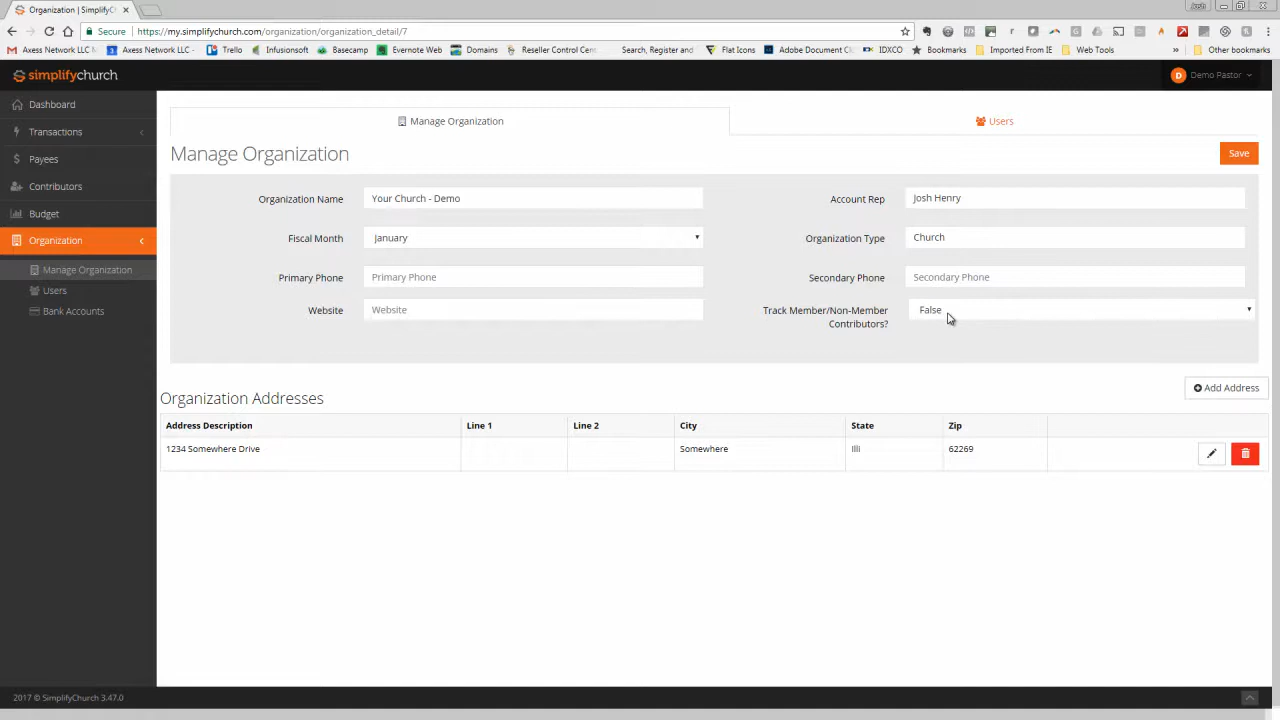 Organization | SimplifyC
Josh
Secure
https://my.simplifychurch.com/organization/organization_detail/7
Axess Network LLC M
Axess Network LLC -
Trello
Infusionsoft
Basecamp
Evernote Web
Domains
Reseller Control Cen
Search, Register and
Flat Icons
Adobe Document Cl
IDXCO
Bookmarks
Imported From IE
Web Tools
»
Other bookmarks
simplifychurch
D Demo Pastor
Dashboard
Transactions
Payees
Contributors
Budget
Organization
Manage Organization
Users
Bank Accounts
Manage Organization
Users
Manage Organization
Save
Organization Name
Your Church - Demo
Account Rep
Josh Henry
Fiscal Month
January
Organization Type
Church
Primary Phone
Primary Phone
Secondary Phone
Secondary Phone
Website
Website
Track Member/Non-Member
Contributors?
False
Organization Addresses
Add Address
Address Description
Line 1
Line 2
City
State
Zip
1234 Somewhere Drive
Somewhere
Illi
62269
2017 © SimplifyChurch 3.47.0